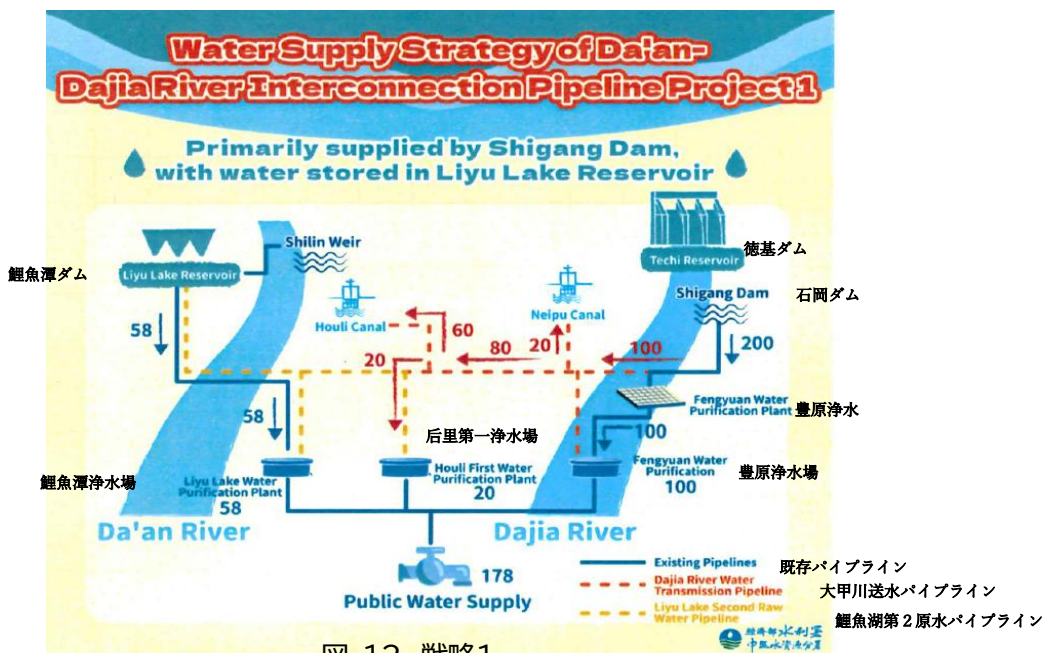 Water Supply Strategy of Da'an-
Dajia River Interconnection Pipeline Project 1
Primarily supplied by Shigang Dam,
with water stored in Liyu Lake Reservoir
Shilin Weir
鯉魚潭ダム
Liyu Lake Reservoir
徳基ダム
Techi Reservoir
Shigang Dam
石岡ダム
Houli Canal
Neipu Canal
58
60
20
80
20
100
200
Fengyuan Water
Purification Plant
豊原浄水
58
100
后里第一浄水場
鯉魚潭浄水場
Liyu Lake Water
Purification Plant
58
Houli First Water
Purification Plant
20
Fengyuan Water
Purification
100
豊原浄水場
Da'an River
Dajia River
178
Public Water Supply
Existing Pipelines
既存パイプライン
Dajia River Water
Transmission Pipeline
大甲川送水パイプライン
Liyu Lake Second Raw
Water Pipeline
鯉魚湖第2原水パイプライン
經濟部水利署
中區水資源分署
図 12 戦略1